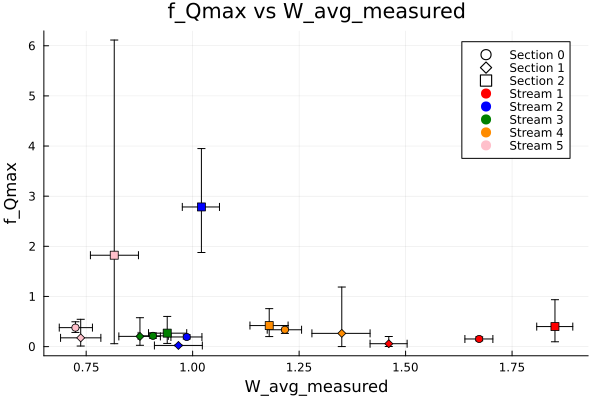 f_Qmax vs W_avg_measured
6
5
4
3
2
1
0
f_Qmax
Section 0
Section 1
Section 2
Stream 1
Stream 2
Stream 3
Stream 4
Stream 5
0.75 1.00 1.25 1.50 1.75
W_avg_measured